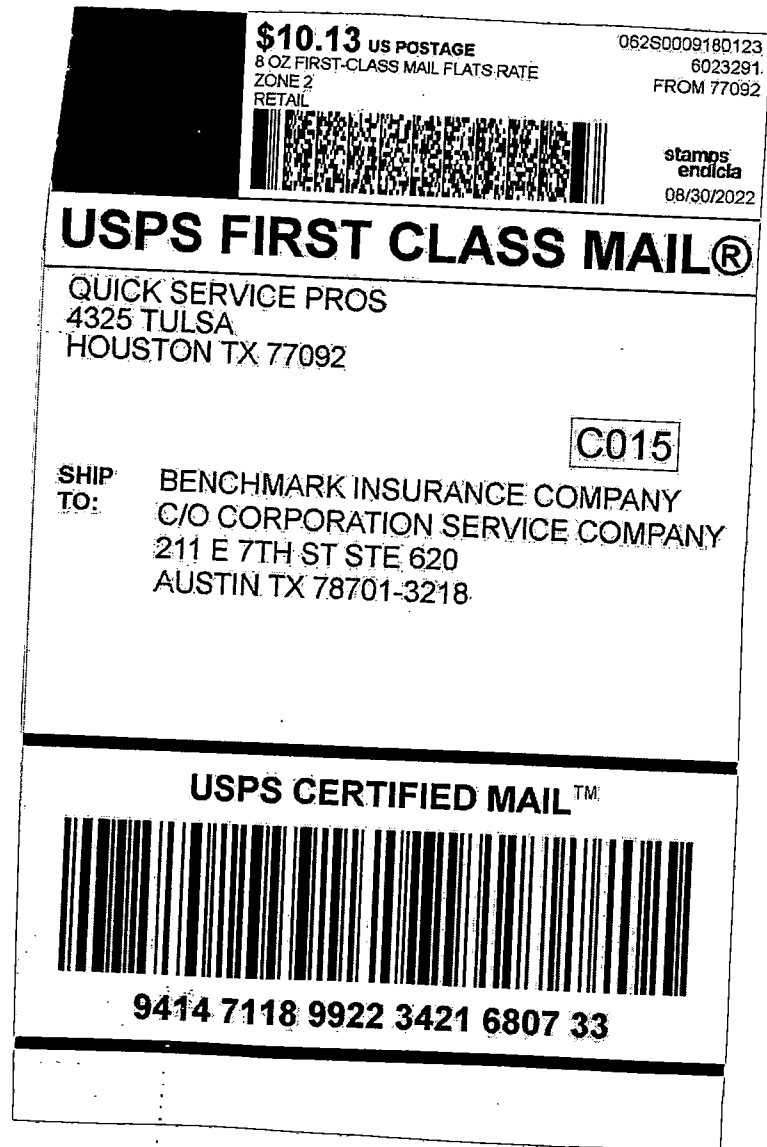 $10.13 US POSTAGE
8 OZ FIRST-CLASS MAIL FLATS RATE
ZONE 2
RETAIL
062S0009180123
6023291
FROM 77092
stamps
endicia
08/30/2022
USPS FIRST CLASS MAIL®
QUICK SERVICE PROS
4325 TULSA
HOUSTON TX 77092
C015
SHIP TO: BENCHMARK INSURANCE COMPANY
C/O CORPORATION SERVICE COMPANY
211 E 7TH ST STE 620
AUSTIN TX 78701-3218
USPS CERTIFIED MAIL™
9414 7118 9922 3421 6807 33